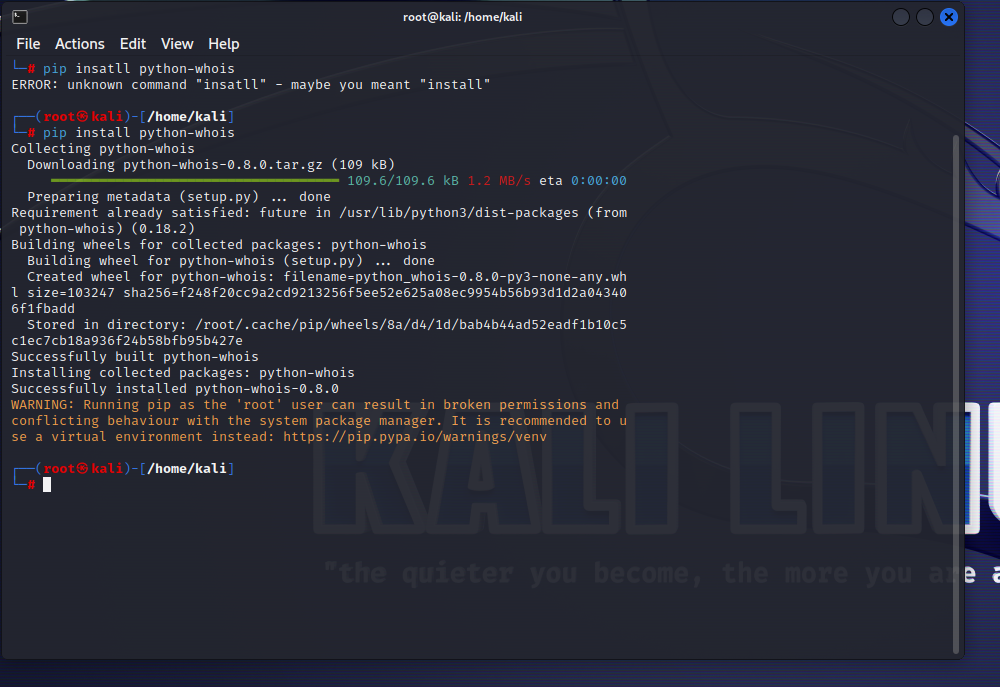 root@kali: /home/kali
File Actions Edit View Help
└─# pip insatll python-whois
ERROR: unknown command "insatll" - maybe you meant "install"
┌──(root㉿kali)-[/home/kali]
└─# pip install python-whois
Collecting python-whois
Downloading python-whois-0.8.0.tar.gz (109 kB)
109.6/109.6 kB 1.2 MB/s eta 0:00:00
Preparing metadata (setup.py) ... done
Requirement already satisfied: future in /usr/lib/python3/dist-packages (from
python-whois) (0.18.2)
Building wheels for collected packages: python-whois
Building wheel for python-whois (setup.py) ... done
Created wheel for python-whois: filename=python_whois-0.8.0-py3-none-any.wh
l size=103247 sha256=f248f20cc9a2cd9213256f5ee52e625a08ec9954b56b93d1d2a04340
6f1fbadd
Stored in directory: /root/.cache/pip/wheels/8a/d4/1d/bab4b44ad52eadf1b10c5
c1ec7cb18a936f24b58bfb95b427e
Successfully built python-whois
Installing collected packages: python-whois
Successfully installed python-whois-0.8.0
WARNING: Running pip as the 'root' user can result in broken permissions and
conflicting behaviour with the system package manager. It is recommended to u
se a virtual environment instead: https://pip.pypa.io/warnings/venv
┌──(root㉿kali)-[/home/kali]
└─#
KALI LINU
"the quieter you become, the more you are a